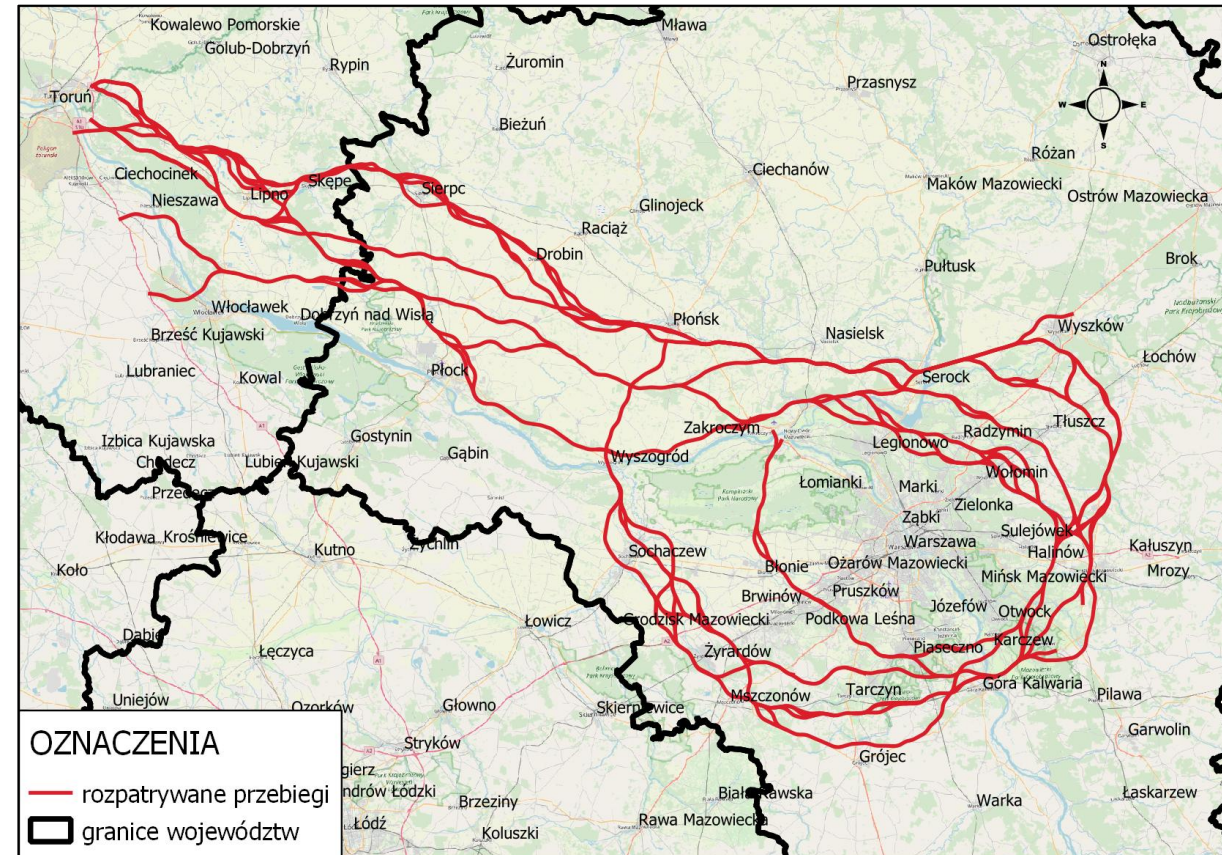 Kowalewo Pomorskie
Golub-Dobrzyń
Rypin
Mława
Żuromin
Ostrołęka
Przasnysz
N
W
E
S
Toruń
Bieżuń
Różan
Ciechanów
Maków Mazowiecki
Ostrów Mazowiecka
Ciechocinek
Skępe
Nieszawa
Lipno
Sierpc
Glinojeck
Raciąż
Drobin
Pułtusk
Brok
Włocławek
Dobrzyń nad Wisłą
Płońsk
Nasielsk
Wyszków
Brześć Kujawski
Łochów
Lubraniec
Kowal
Płock
Serock
Izbica Kujawska
Gostynin
Gąbin
Zakroczym
Radzymin
Tłuszcz
Chodecz
Lubień Kujawski
Wyszogród
Legionowo
Wołomin
Przedecz
Łomianki
Marki
Zielonka
Ząbki
Kłodawa
Krośniewice
Kutno
Żychlin
Sochaczew
Warszawa
Sulejówek
Halinów
Kałuszyn
Koło
Błonie
Ożarów Mazowiecki
Mińsk Mazowiecki
Mrozy
Brwinów
Pruszków
Józefów
Otwock
Dąbie
Łowicz
Grodzisk Mazowiecki
Podkowa Leśna
Karczew
Łęczyca
Żyrardów
Piaseczno
Uniejów
Ozorków
Głowno
Skierniewice
Mszczonów
Tarczyn
Góra Kalwaria
Pilawa
Garwolin
Stryków
Grójec
gierz
ndrów Łódzki
Brzeziny
Biała Rawska
Warka
Łaskarzew
Łódź
Koluszki
Rawa Mazowiecka
OZNACZENIA
rozpatrywane przebiegi
granice województw